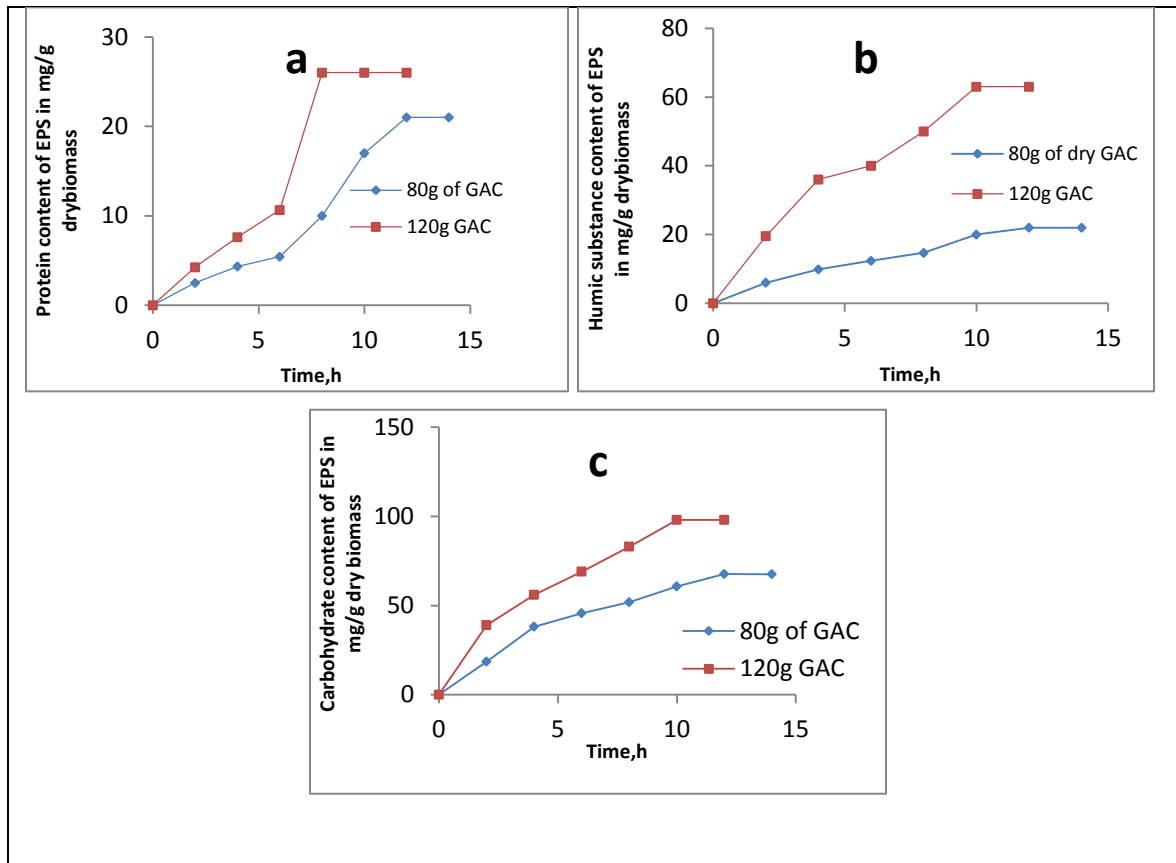 a
Protein content of EPS in mg/g
drybiomass
30
20
10
0
0 5 10 15
Time,h
80g of GAC
120g GAC
b
Humic substance content of EPS
in mg/g drybiomass
80
60
40
20
0
0 5 10 15
Time,h
80g of dry GAC
120g GAC
c
Carbohydrate content of EPS in
mg/g dry biomass
150
100
50
0
0 5 10 15
Time,h
80g of GAC
120g GAC